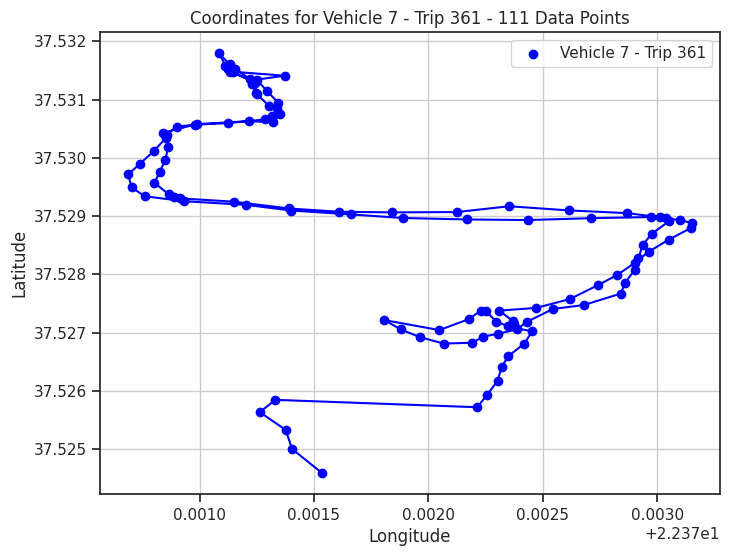 Coordinates for Vehicle 7 - Trip 361 - 111 Data Points
Vehicle 7 - Trip 361
Latitude
37.532
37.531
37.530
37.529
37.528
37.527
37.526
37.525
0.0010 0.0015 0.0020 0.0025 0.0030
+2.237e1
Longitude